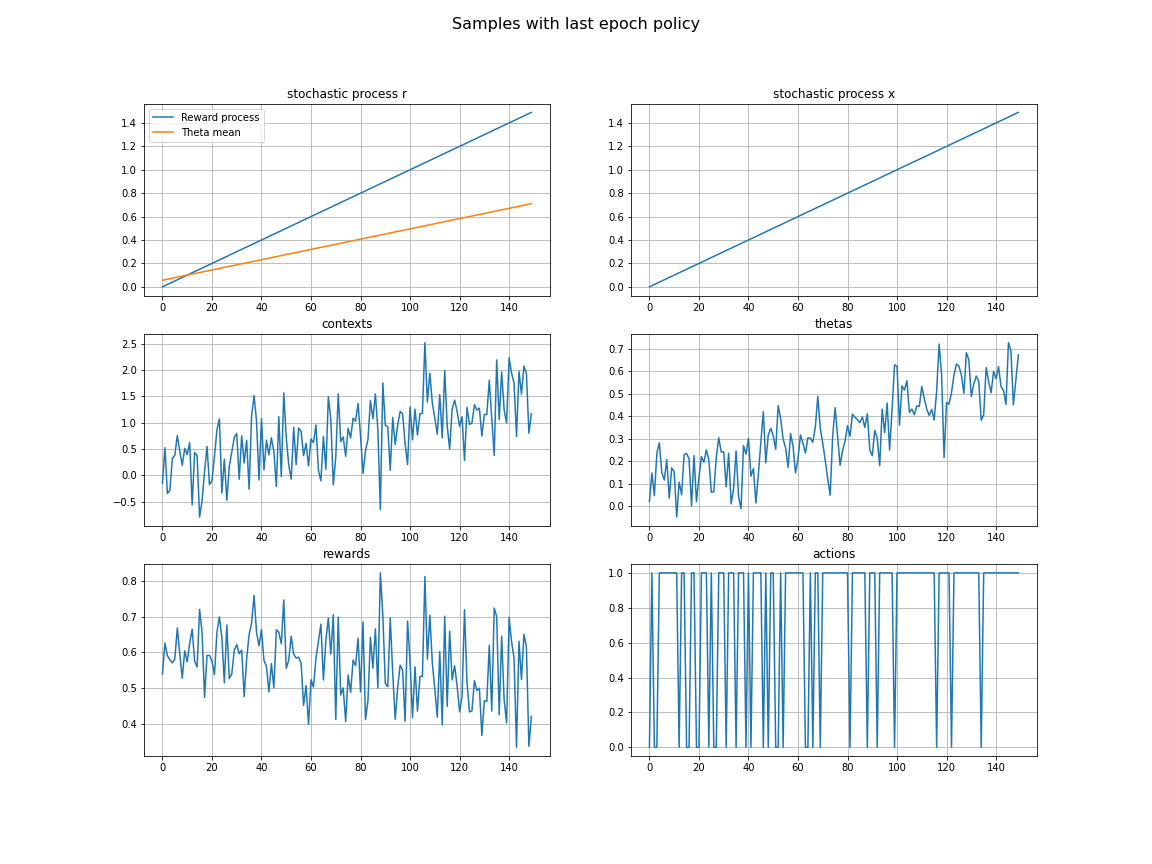 Samples with last epoch policy
stochastic process r
Reward process
Theta mean
1.4
1.2
1.0
0.8
0.6
0.4
0.2
0.0
0 20 40 60 80 100 120 140
stochastic process x
1.4
1.2
1.0
0.8
0.6
0.4
0.2
0.0
0 20 40 60 80 100 120 140
contexts
2.5
2.0
1.5
1.0
0.5
0.0
−0.5
0 20 40 60 80 100 120 140
thetas
0.7
0.6
0.5
0.4
0.3
0.2
0.1
0.0
0 20 40 60 80 100 120 140
rewards
0.8
0.7
0.6
0.5
0.4
0 20 40 60 80 100 120 140
actions
1.0
0.8
0.6
0.4
0.2
0.0
0 20 40 60 80 100 120 140